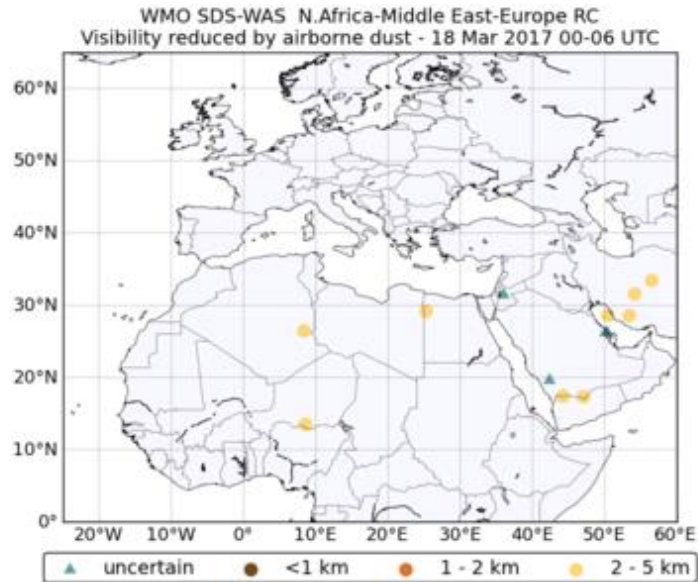 WMO SDS-WAS N.Africa-Middle East-Europe RC
Visibility reduced by airborne dust - 18 Mar 2017 00-06 UTC
60°N
50°N
40°N
30°N
20°N
10°N
0°
20°W 10°W 0° 10°E 20°E 30°E 40°E 50°E 60°E
uncertain <1 km 1 - 2 km 2 - 5 km